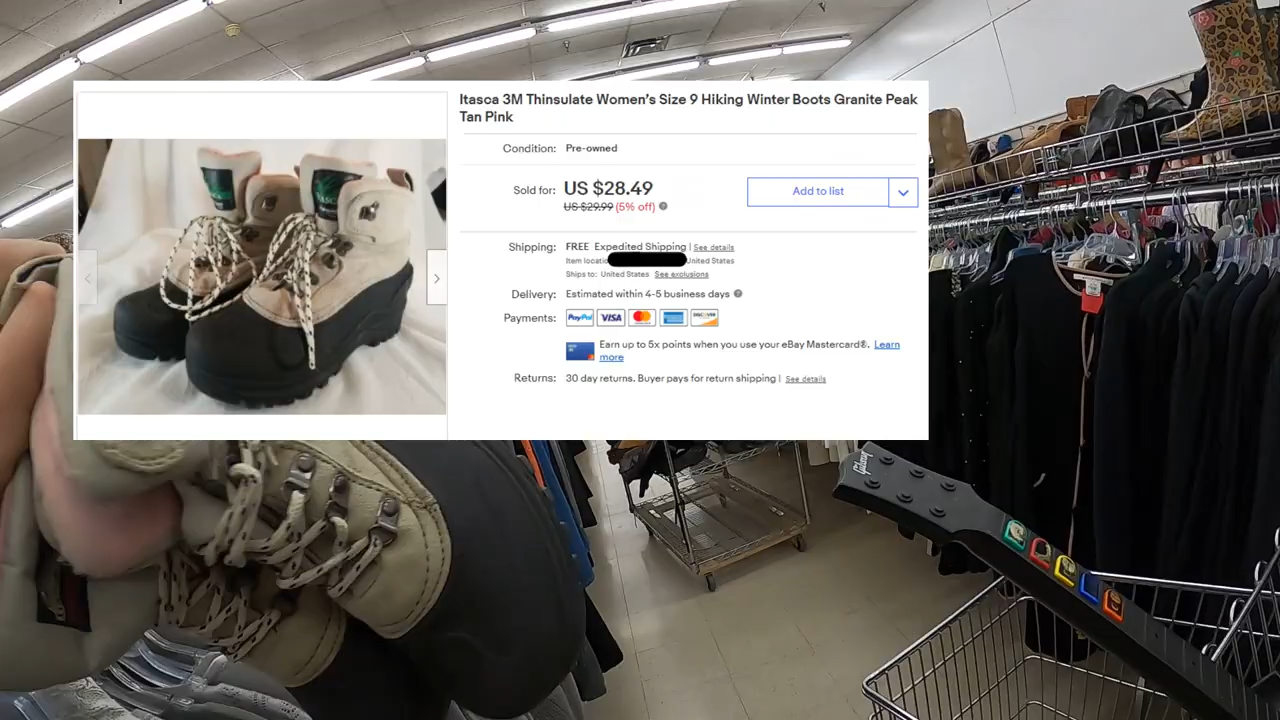 Itasca 3M Thinsulate Women's Size 9 Hiking Winter Boots Granite Peak
Tan Pink
Condition: Pre-owned
Sold for: US $28.49
Add to list
US $29.99 (5% off)
Shipping: FREE Expedited Shipping | See details
Item locatio United States
Ships to: United States See exclusions
Delivery: Estimated within 4-5 business days
Payments: PayPal VISA DISCOVER
Earn up to 5x points when you use your eBay Mastercard®. Learn
more
Returns: 30 day returns. Buyer pays for return shipping | See details
Gibson